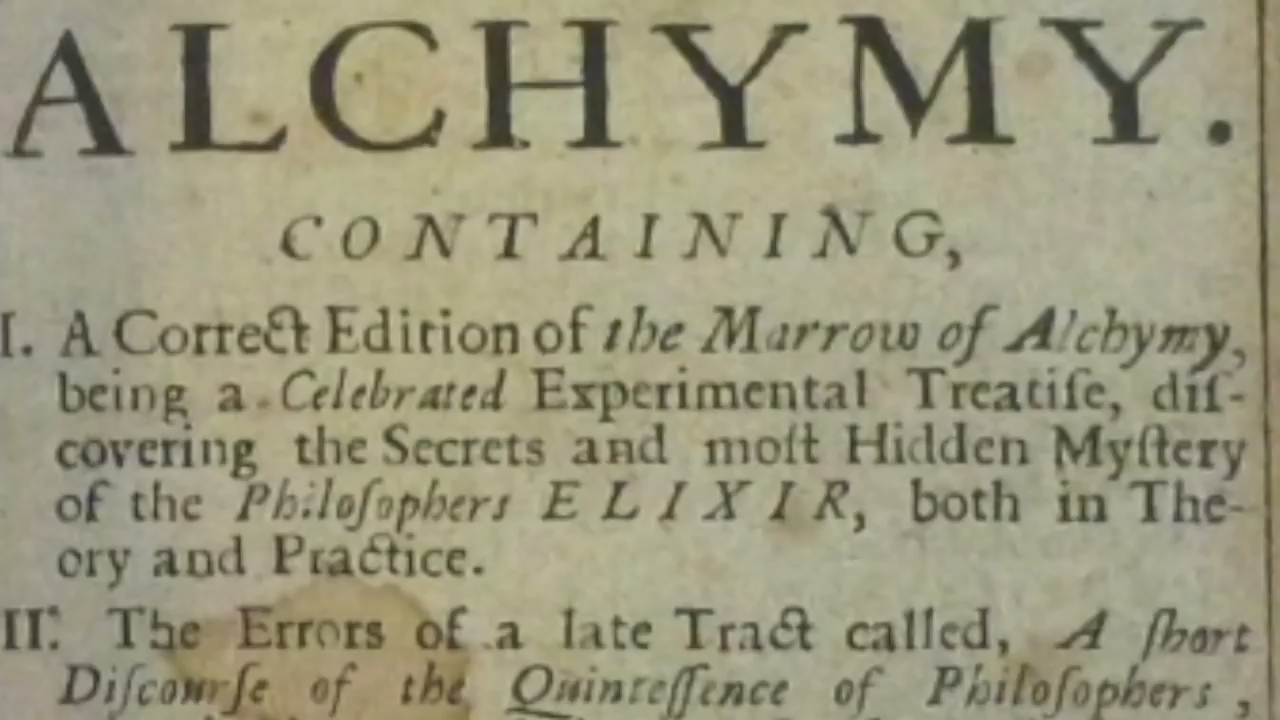 ALCHYMY.
CONTAINING,
I. A Correct Edition of the Marrow of Alchymy,
being a Celebrated Experimental Treatiſe, diſ-
covering the Secrets and moſt Hidden Myſtery
of the Philoſophers ELIXIR, both in The-
ory and Practice.
II. The Errors of a late Tract called, A ſhort
Diſcourſe of the Quinteſſence of Philoſophers,